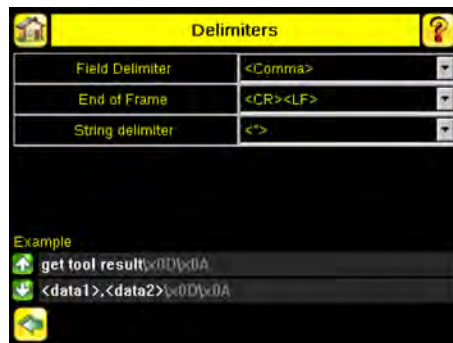 Delimiters
Field Delimiter <Comma>
End of Frame <CR><LF>
String delimiter <">
Example
get tool result\x0D\x0A
<data1>,<data2>\x0D\x0A